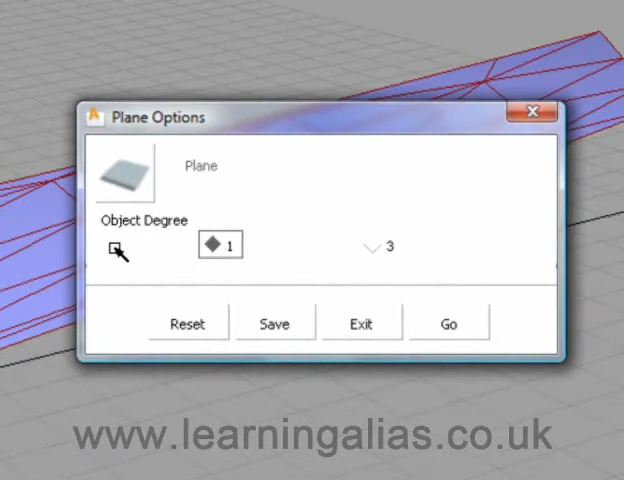 Plane Options
Plane
Object Degree
1
3
Reset Save Exit Go
www.learningalias.co.uk